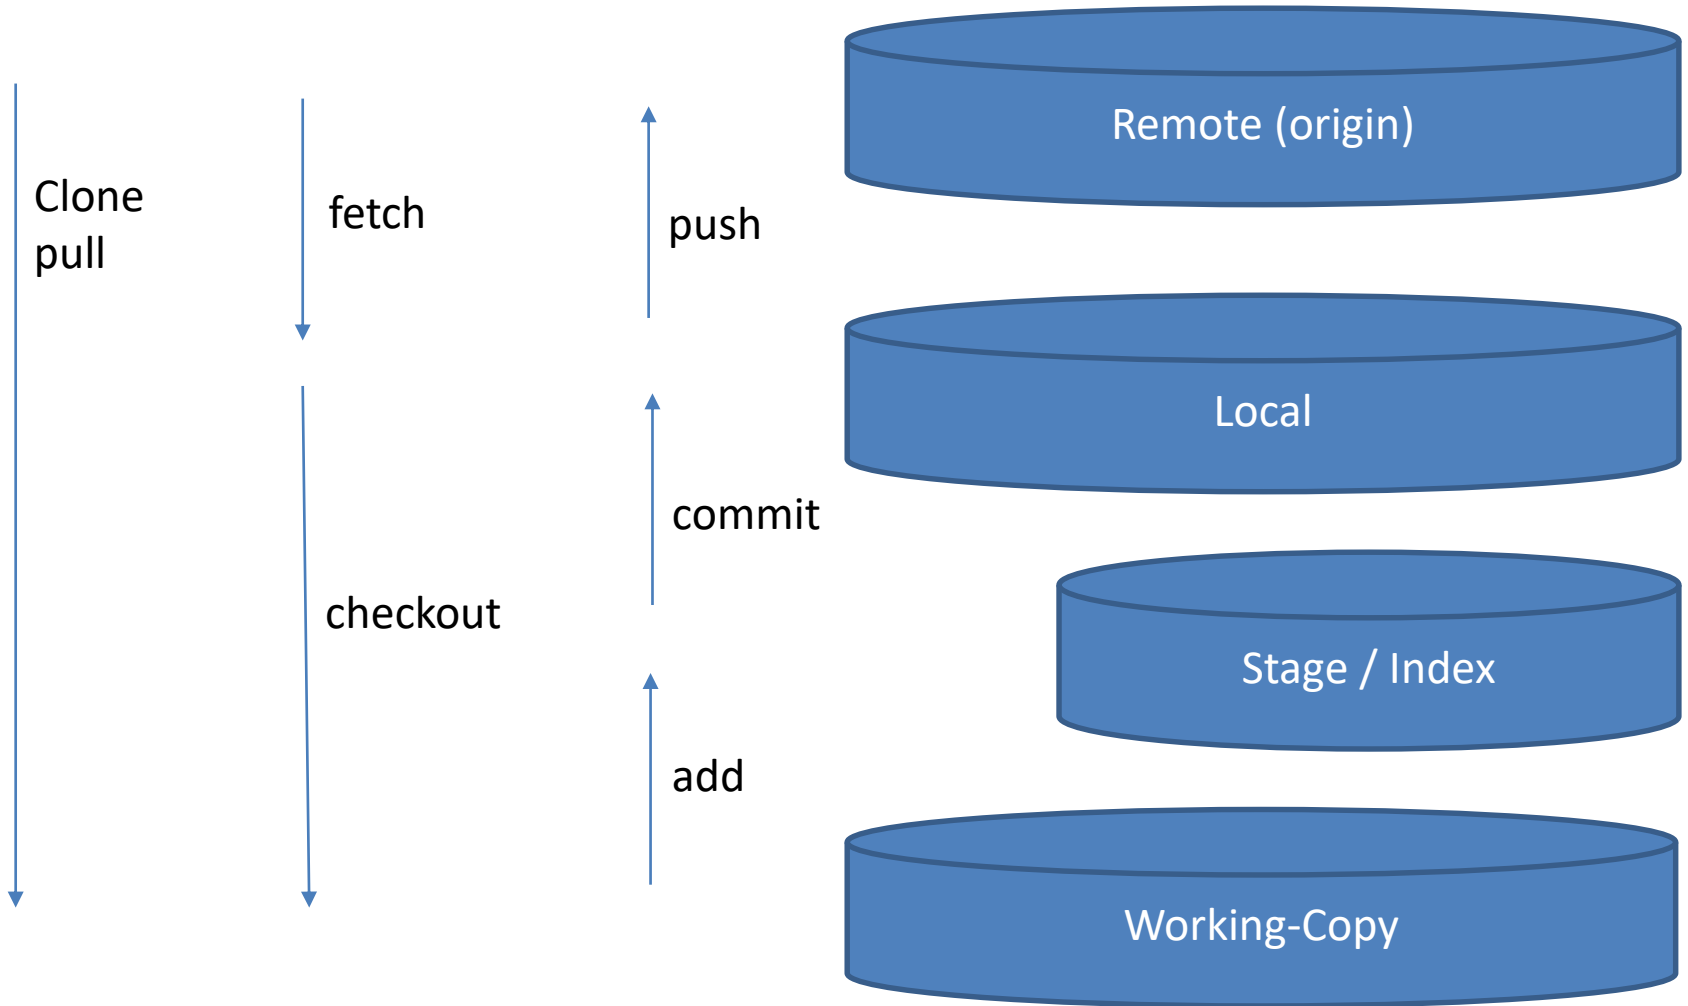 Remote (origin)
Clone
pull
fetch
push
Local
commit
checkout
Stage / Index
add
Working-Copy